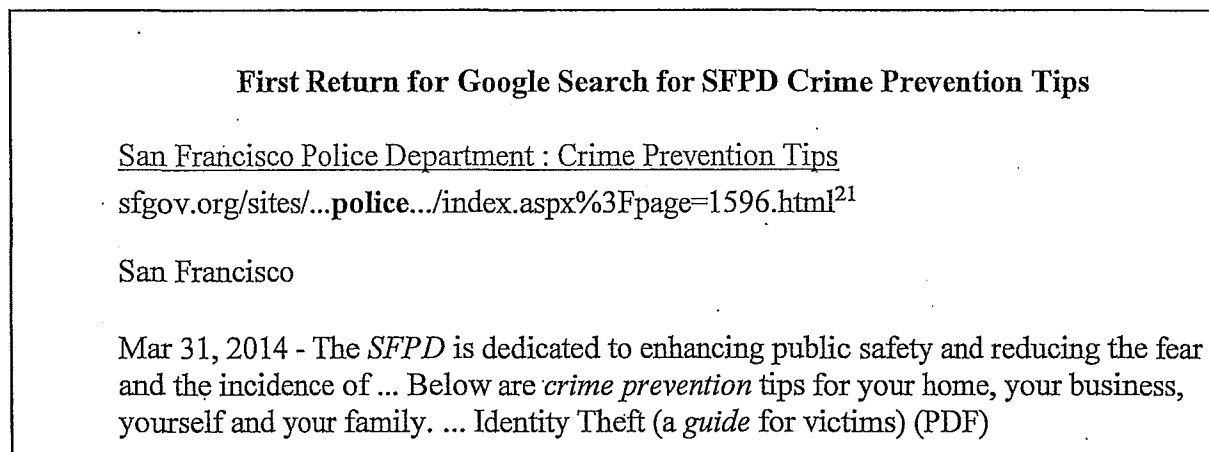 First Return for Google Search for SFPD Crime Prevention Tips
San Francisco Police Department : Crime Prevention Tips
sfgov.org/sites/...police.../index.aspx%3Fpage=1596.html21
San Francisco
Mar 31, 2014 - The SFPD is dedicated to enhancing public safety and reducing the fear
and the incidence of ... Below are crime prevention tips for your home, your business,
yourself and your family. ... Identity Theft (a guide for victims) (PDF)